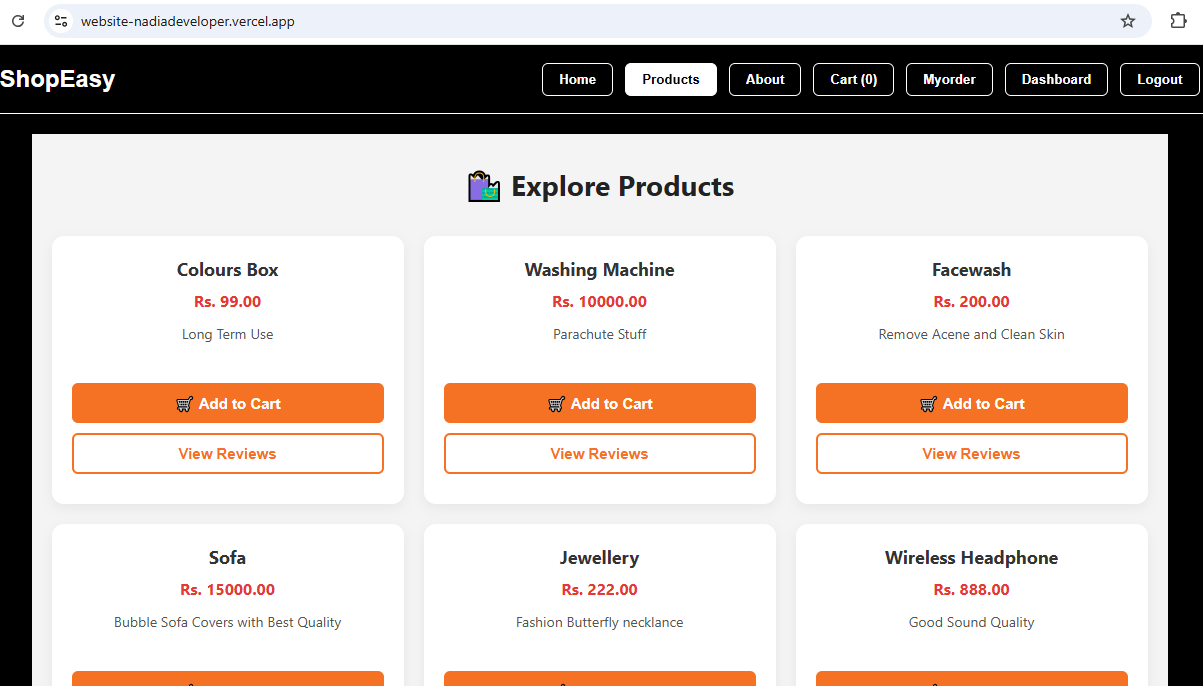 website-nadiadeveloper.vercel.app
ShopEasy
Home
Products
About
Cart (0)
Myorder
Dashboard
Logout
Explore Products
Colours Box
Rs. 99.00
Long Term Use
Add to Cart
View Reviews
Washing Machine
Rs. 10000.00
Parachute Stuff
Add to Cart
View Reviews
Facewash
Rs. 200.00
Remove Acene and Clean Skin
Add to Cart
View Reviews
Sofa
Rs. 15000.00
Bubble Sofa Covers with Best Quality
Jewellery
Rs. 222.00
Fashion Butterfly necklance
Wireless Headphone
Rs. 888.00
Good Sound Quality